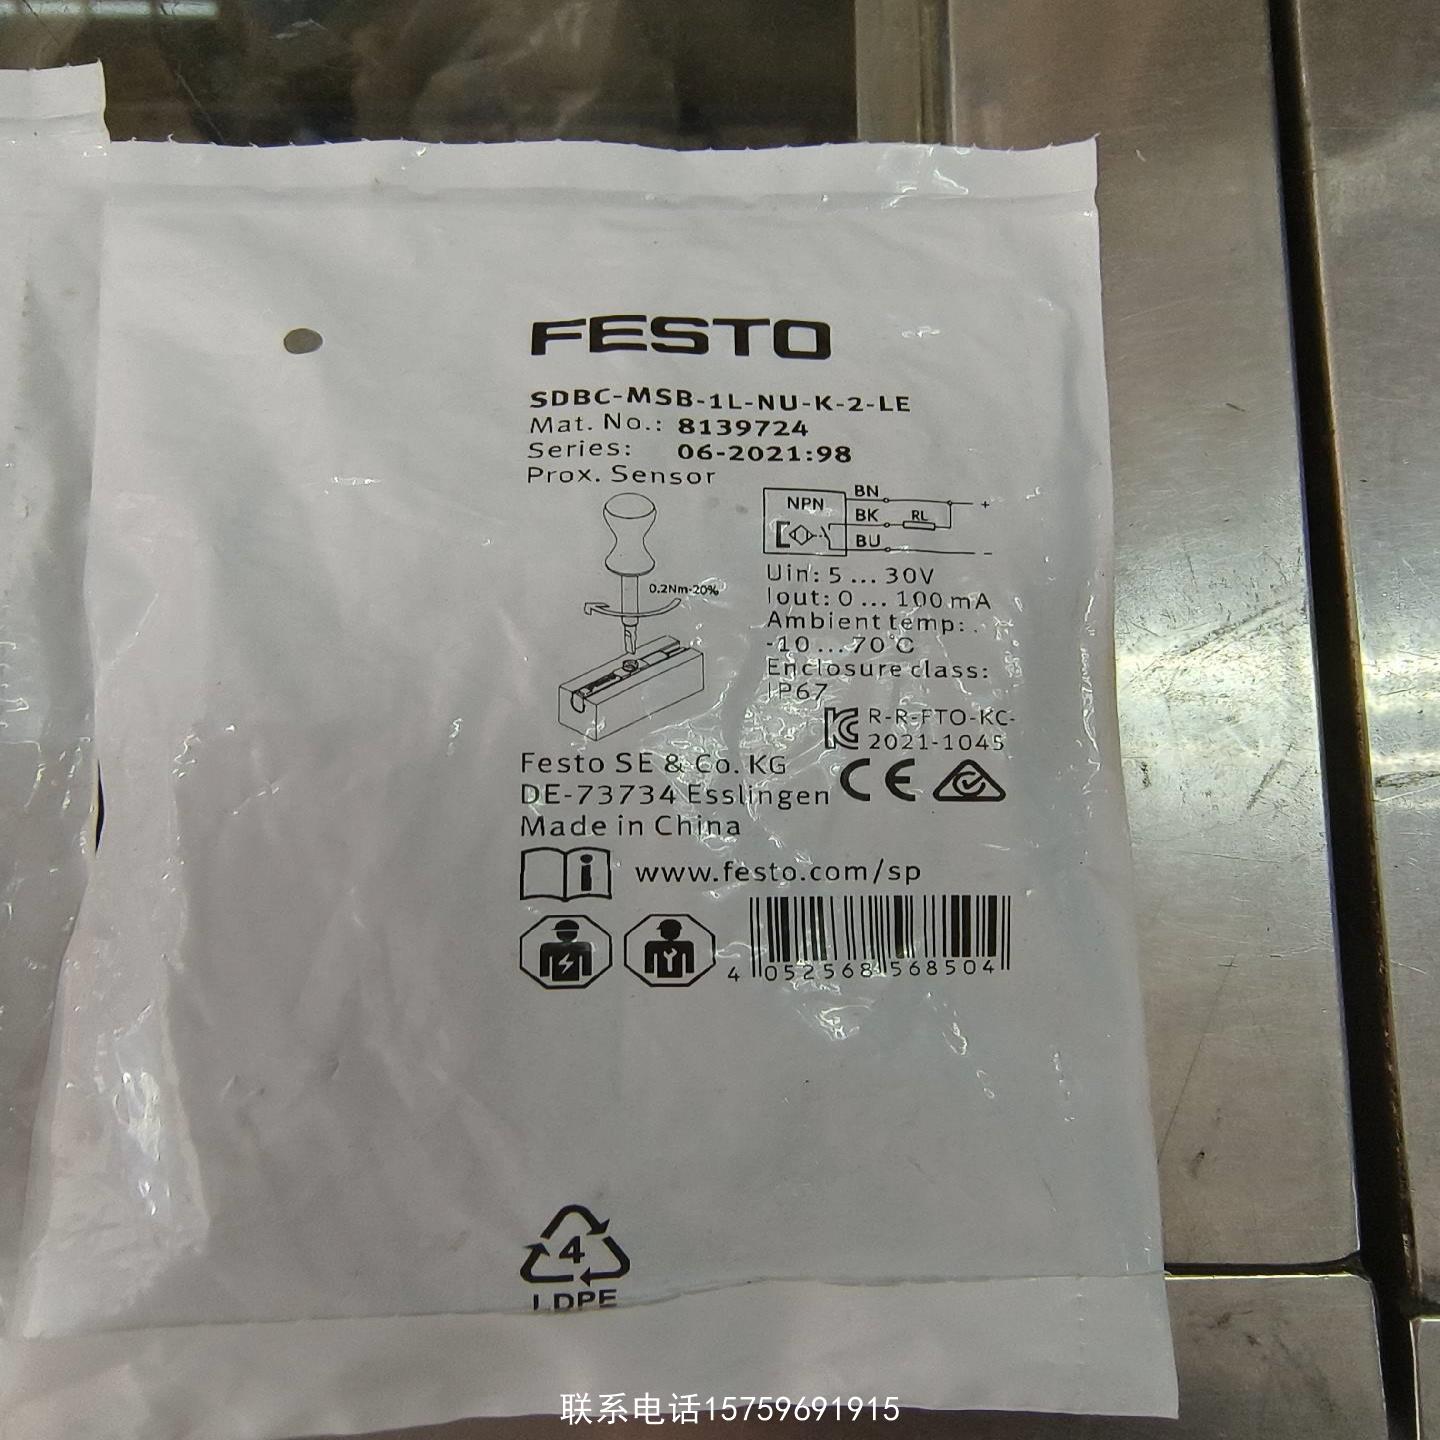 FESTO
SDBC-MSB-1L-NU-K-2-LE
Mat. No.: 8139724
Series: 06-2021:98
Prox. Sensor
0.2Nm-20%
NPN
BN
BK
BU
RL
+
-
Uin: 5 ... 30V
Iout: 0 ... 100 mA
Ambient temp:
-10 ... 70°C
Enclosure class:
IP67
R-R-FTO-KC-
2021-1045
CE
Festo SE & Co. KG
DE-73734 Esslingen
Made in China
i www.festo.com/sp
4 052568 568504
4
LDPE
联系电话15759691915